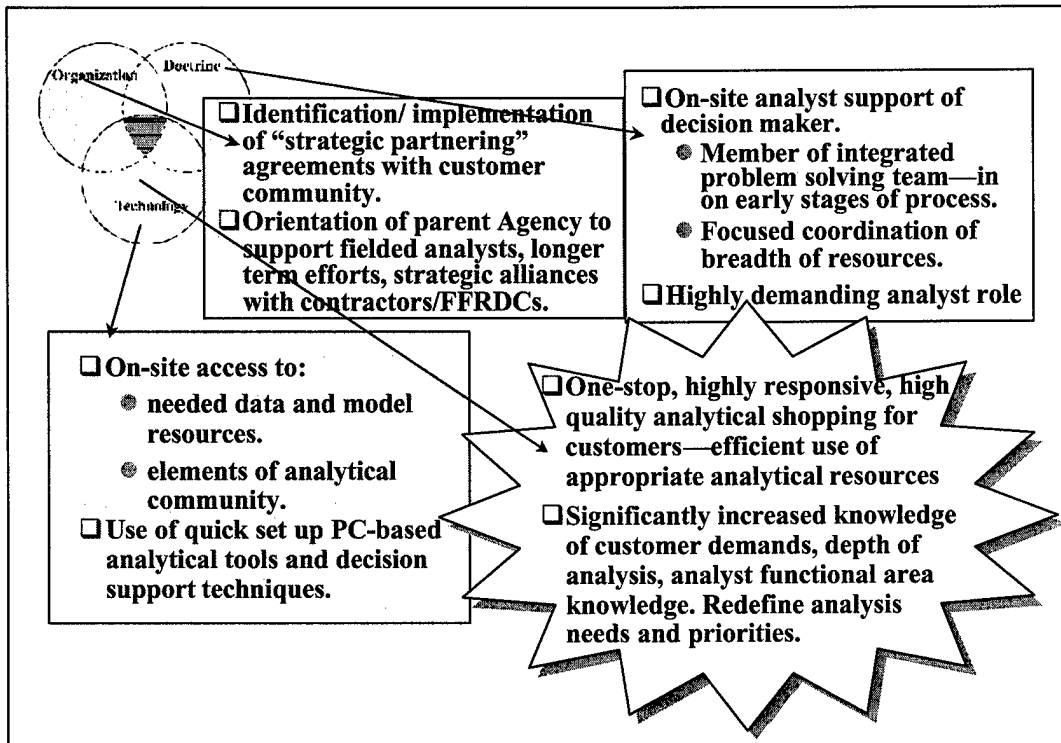 Organization
Doctrine
Technology
❑ Identification/ implementation
of “strategic partnering”
agreements with customer
community.
❑ Orientation of parent Agency to
support fielded analysts, longer
term efforts, strategic alliances
with contractors/FFRDCs.
❑ On-site analyst support of
decision maker.
● Member of integrated
problem solving team—in
on early stages of process.
● Focused coordination of
breadth of resources.
❑ Highly demanding analyst role
❑ On-site access to:
● needed data and model
resources.
● elements of analytical
community.
❑ Use of quick set up PC-based
analytical tools and decision
support techniques.
❑ One-stop, highly responsive, high
quality analytical shopping for
customers—efficient use of
appropriate analytical resources
❑ Significantly increased knowledge
of customer demands, depth of
analysis, analyst functional area
knowledge. Redefine analysis
needs and priorities.